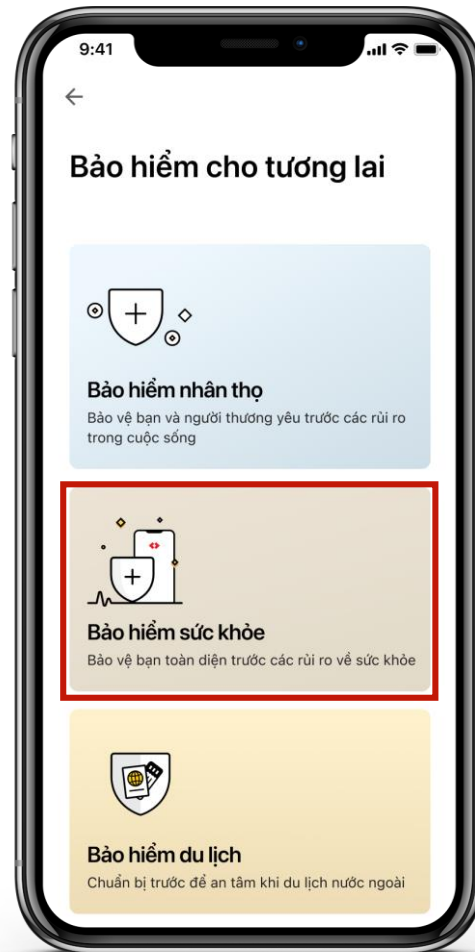 9:41
Bảo hiểm cho tương lai
Bảo hiểm nhân thọ
Bảo vệ bạn và người thương yêu trước các rủi ro
trong cuộc sống
Bảo hiểm sức khỏe
Bảo vệ bạn toàn diện trước các rủi ro về sức khỏe
Bảo hiểm du lịch
Chuẩn bị trước để an tâm khi du lịch nước ngoài